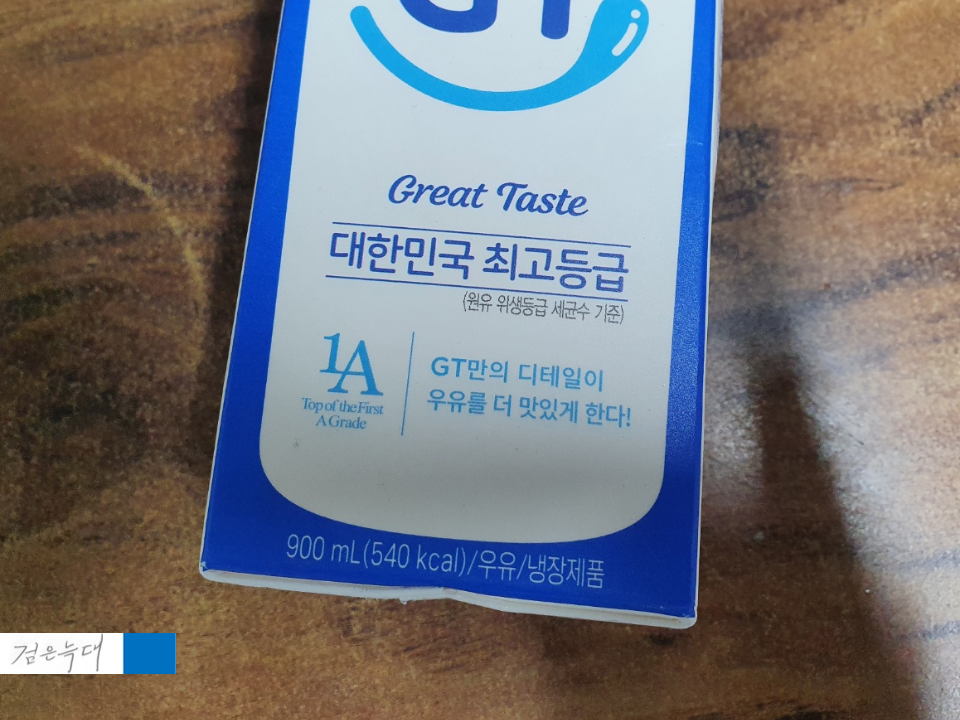 GT
Great Taste
대한민국 최고등급
(원유 위생등급 세균수 기준)
1A
Top of the First
A Grade
GT만의 디테일이
우유를 더 맛있게 한다!
900 mL(540 kcal)/우유/냉장제품
검은늑대